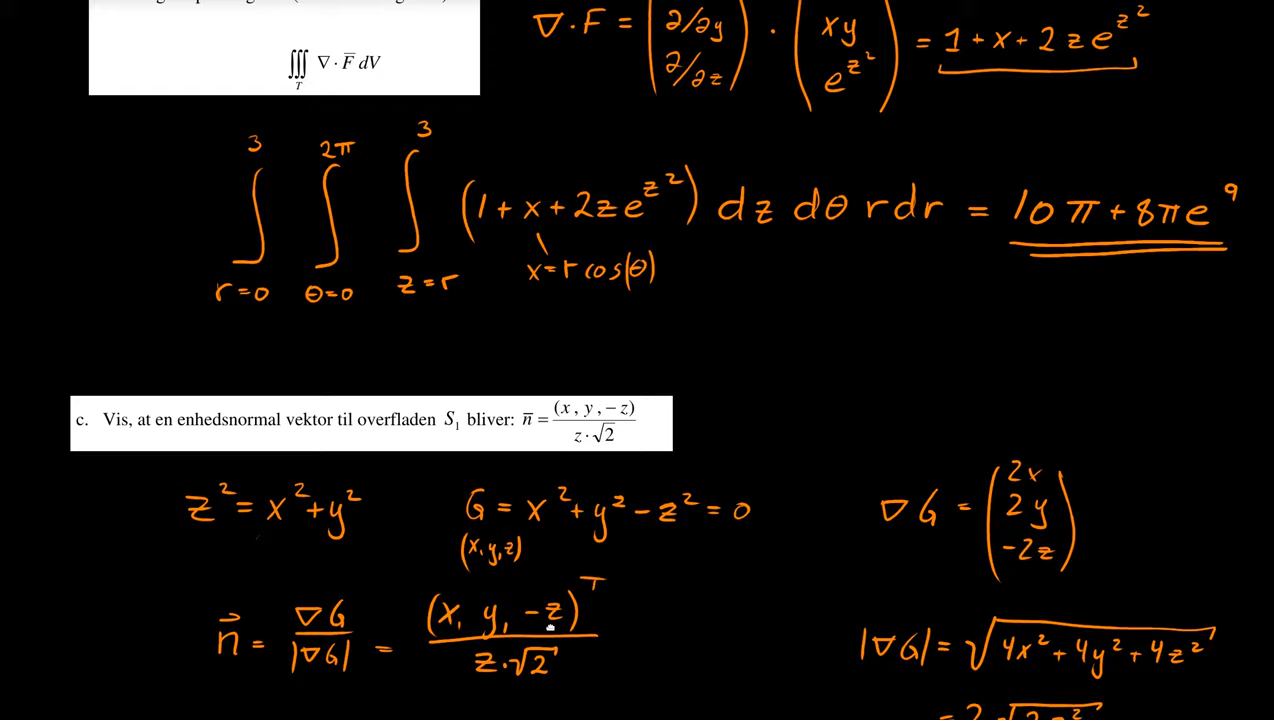 ∭_T ∇·F̅ dV
∇·F = (∂/∂y ∂/∂z) · (xy e^{z²}) = 1 + x + 2ze^{z²}
∫_{r=0}^{3} ∫_{θ=0}^{2π} ∫_{z=r}^{3} (1 + x + 2ze^{z²}) dz dθ r dr = 10π + 8πe^9
x = r cos(θ)
c. Vis, at en enhedsnormal vektor til overfladen S₁ bliver: n̅ = (x, y, −z) / z·√2
z² = x² + y²
G = x² + y² − z² = 0
(x, y, z)
∇G = (2x 2y −2z)
n⃗ = ∇G / |∇G| = (x, y, −z)^T / z·√2
|∇G| = √(4x² + 4y² + 4z²)